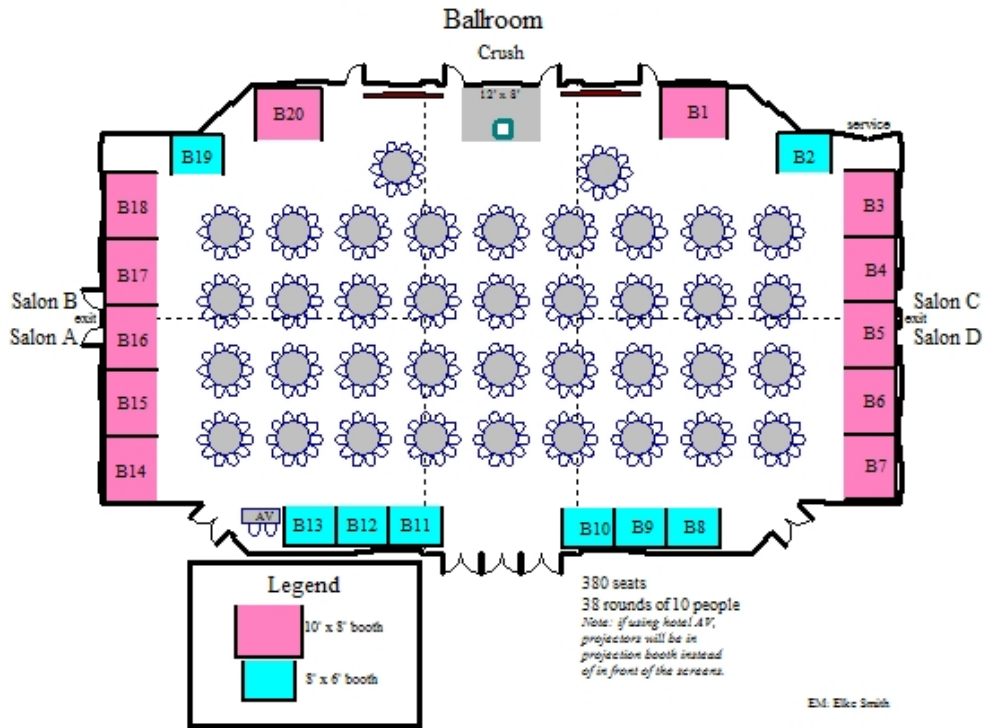 Ballroom
Crush
12' x 8'
B20
B1
service
B19
B2
B18
B3
B17
B4
Salon B
Salon C
exit
exit
Salon A
B16
B5
Salon D
B15
B6
B14
B7
AV
B13
B12
B11
B10
B9
B8
Legend
10' x 8' booth
8' x 6' booth
380 seats
38 rounds of 10 people
Note: if using hotel AV,
projectors will be in
projection booth instead
of in front of the screens.
EM: Elke Smith